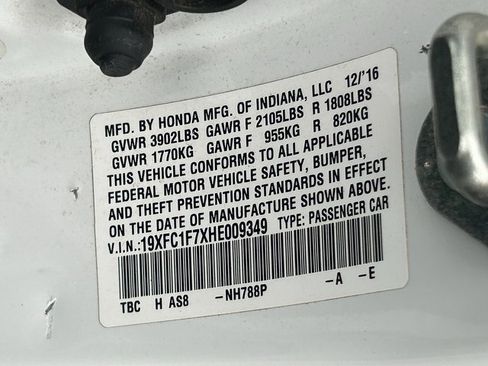 MFD. BY HONDA MFG. OF INDIANA, LLC 12/'16
GVWR 3902LBS GAWR F 2105LBS R 1808LBS
GVWR 1770KG GAWR F 955KG R 820KG
THIS VEHICLE CONFORMS TO ALL APPLICABLE
FEDERAL MOTOR VEHICLE SAFETY, BUMPER,
AND THEFT PREVENTION STANDARDS IN EFFECT
ON THE DATE OF MANUFACTURE SHOWN ABOVE.
V.I.N.:19XFC1F7XHE009349 TYPE: PASSENGER CAR
TBC H AS8 -NH788P -A -E